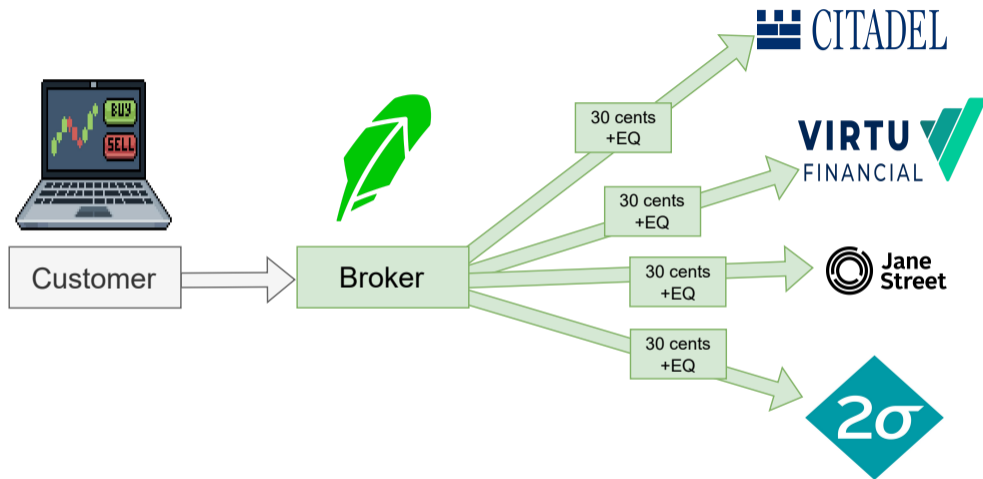 CITADEL
30 cents
+EQ
BUY
SELL
VIRTU
FINANCIAL
30 cents
+EQ
Customer
Broker
30 cents
+EQ
Jane
Street
30 cents
+EQ
2σ